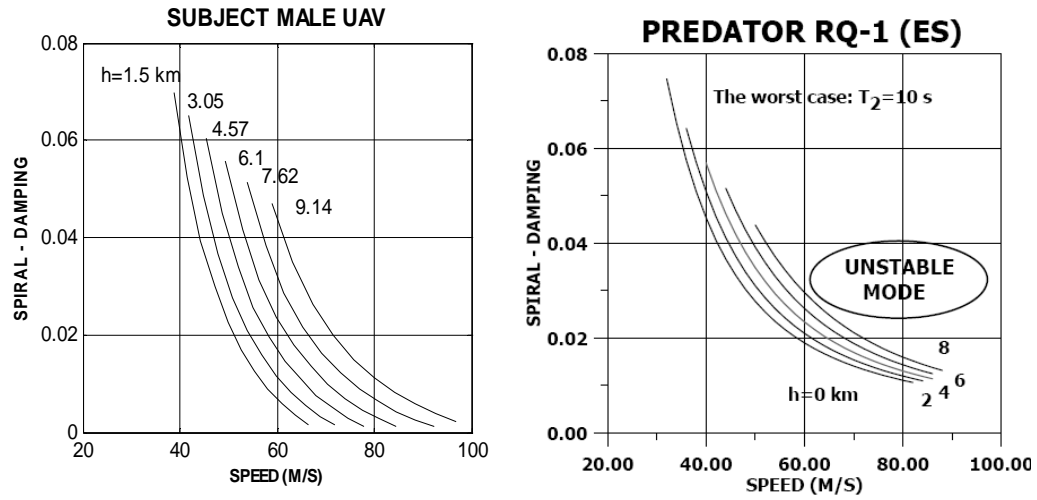 SUBJECT MALE UAV
0.08
0.06
0.04
0.02
0
SPIRAL - DAMPING
h=1.5 km
3.05
4.57
6.1
7.62
9.14
20 40 60 80 100
SPEED (M/S)
PREDATOR RQ-1 (ES)
0.08
0.06
0.04
0.02
0.00
SPIRAL - DAMPING
The worst case: T2=10 s
UNSTABLE
MODE
8
6
4
2
h=0 km
20.00 40.00 60.00 80.00 100.00
SPEED (M/S)